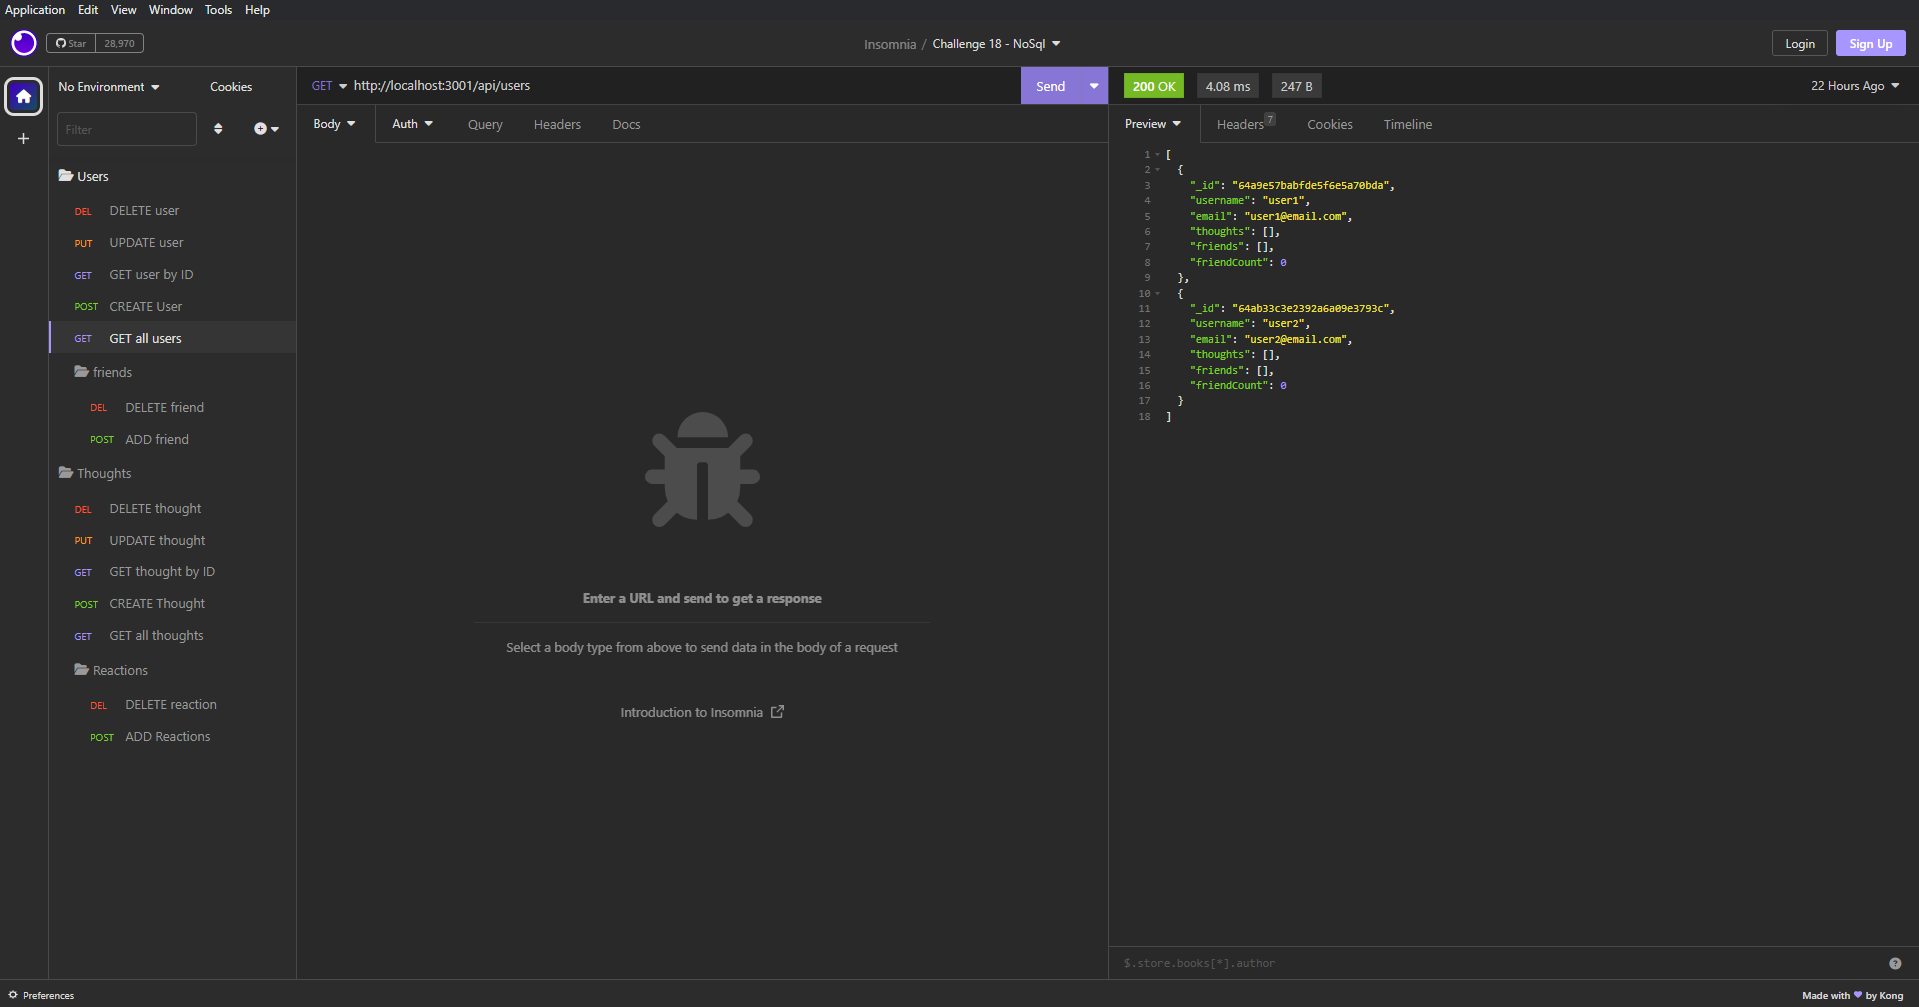 Application Edit View Window Tools Help
Star 28,970
Insomnia / Challenge 18 - NoSql
Login Sign Up
No Environment Cookies
Filter
Users
DEL DELETE user
PUT UPDATE user
GET GET user by ID
POST CREATE User
GET GET all users
friends
DEL DELETE friend
POST ADD friend
Thoughts
DEL DELETE thought
PUT UPDATE thought
GET GET thought by ID
POST CREATE Thought
GET GET all thoughts
Reactions
DEL DELETE reaction
POST ADD Reactions
GET http://localhost:3001/api/users Send
Body Auth Query Headers Docs
Enter a URL and send to get a response
Select a body type from above to send data in the body of a request
Introduction to Insomnia
200 OK 4.08 ms 247 B 22 Hours Ago
Preview Headers 7 Cookies Timeline
1 [
2 {
3 "_id": "64a9e57babfde5f6e5a70bda",
4 "username": "user1",
5 "email": "user1@email.com",
6 "thoughts": [],
7 "friends": [],
8 "friendCount": 0
9 },
10 {
11 "_id": "64ab33c3e2392a6a09e3793c",
12 "username": "user2",
13 "email": "user2@email.com",
14 "thoughts": [],
15 "friends": [],
16 "friendCount": 0
17 }
18 ]
$.store.books[*].author ?
Preferences
Made with ♥ by Kong